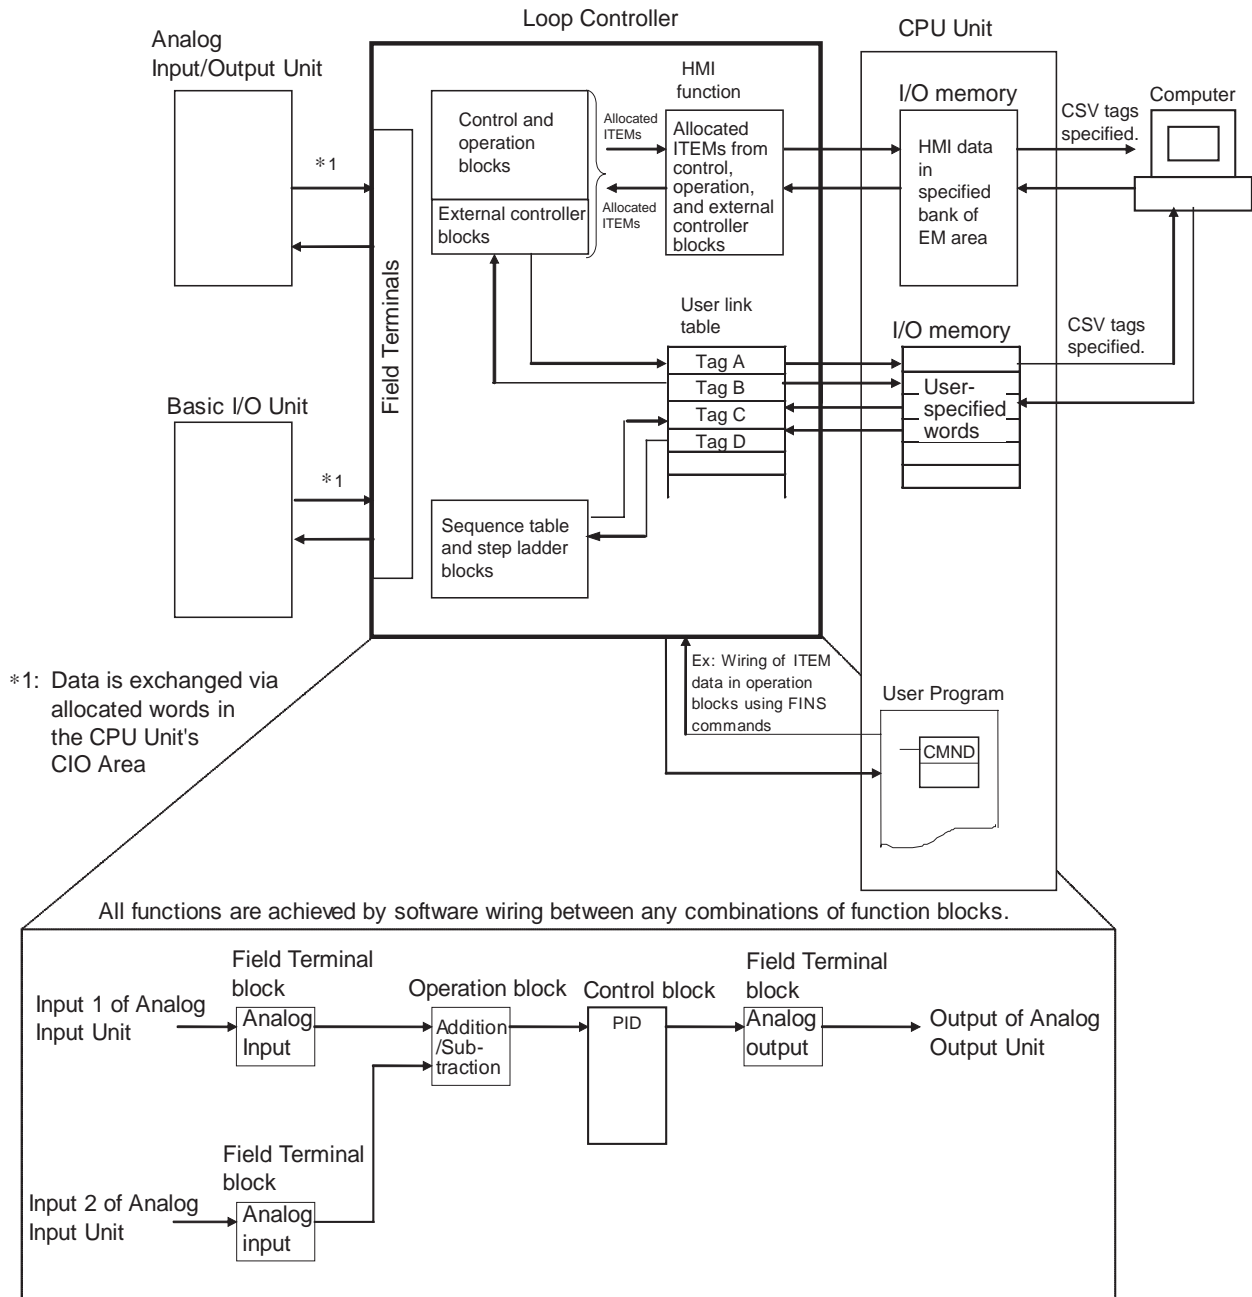 Loop Controller
CPU Unit
Analog
Input/Output Unit
HMI
function
I/O memory
CSV tags
specified.
Computer
Control and
operation
blocks
External controller
blocks
Allocated
ITEMs
Allocated
ITEMs
Allocated
ITEMs from
control,
operation,
and external
controller
blocks
HMI data
in
specified
bank of
EM area
*1
Field Terminals
User link
table
Tag A
Tag B
Tag C
Tag D
I/O memory
User-
specified
words
CSV tags
specified.
Basic I/O Unit
*1
Sequence table
and step ladder
blocks
*1: Data is exchanged via
allocated words in
the CPU Unit's
CIO Area
Ex: Wiring of ITEM
data in operation
blocks using FINS
commands
User Program
CMND
All functions are achieved by software wiring between any combinations of function blocks.
Input 1 of Analog
Input Unit
Field Terminal
block
Analog
Input
Operation block
Addition
/Sub-
traction
Control block
PID
Field Terminal
block
Analog
output
Output of Analog
Output Unit
Input 2 of Analog
Input Unit
Field Terminal
block
Analog
input